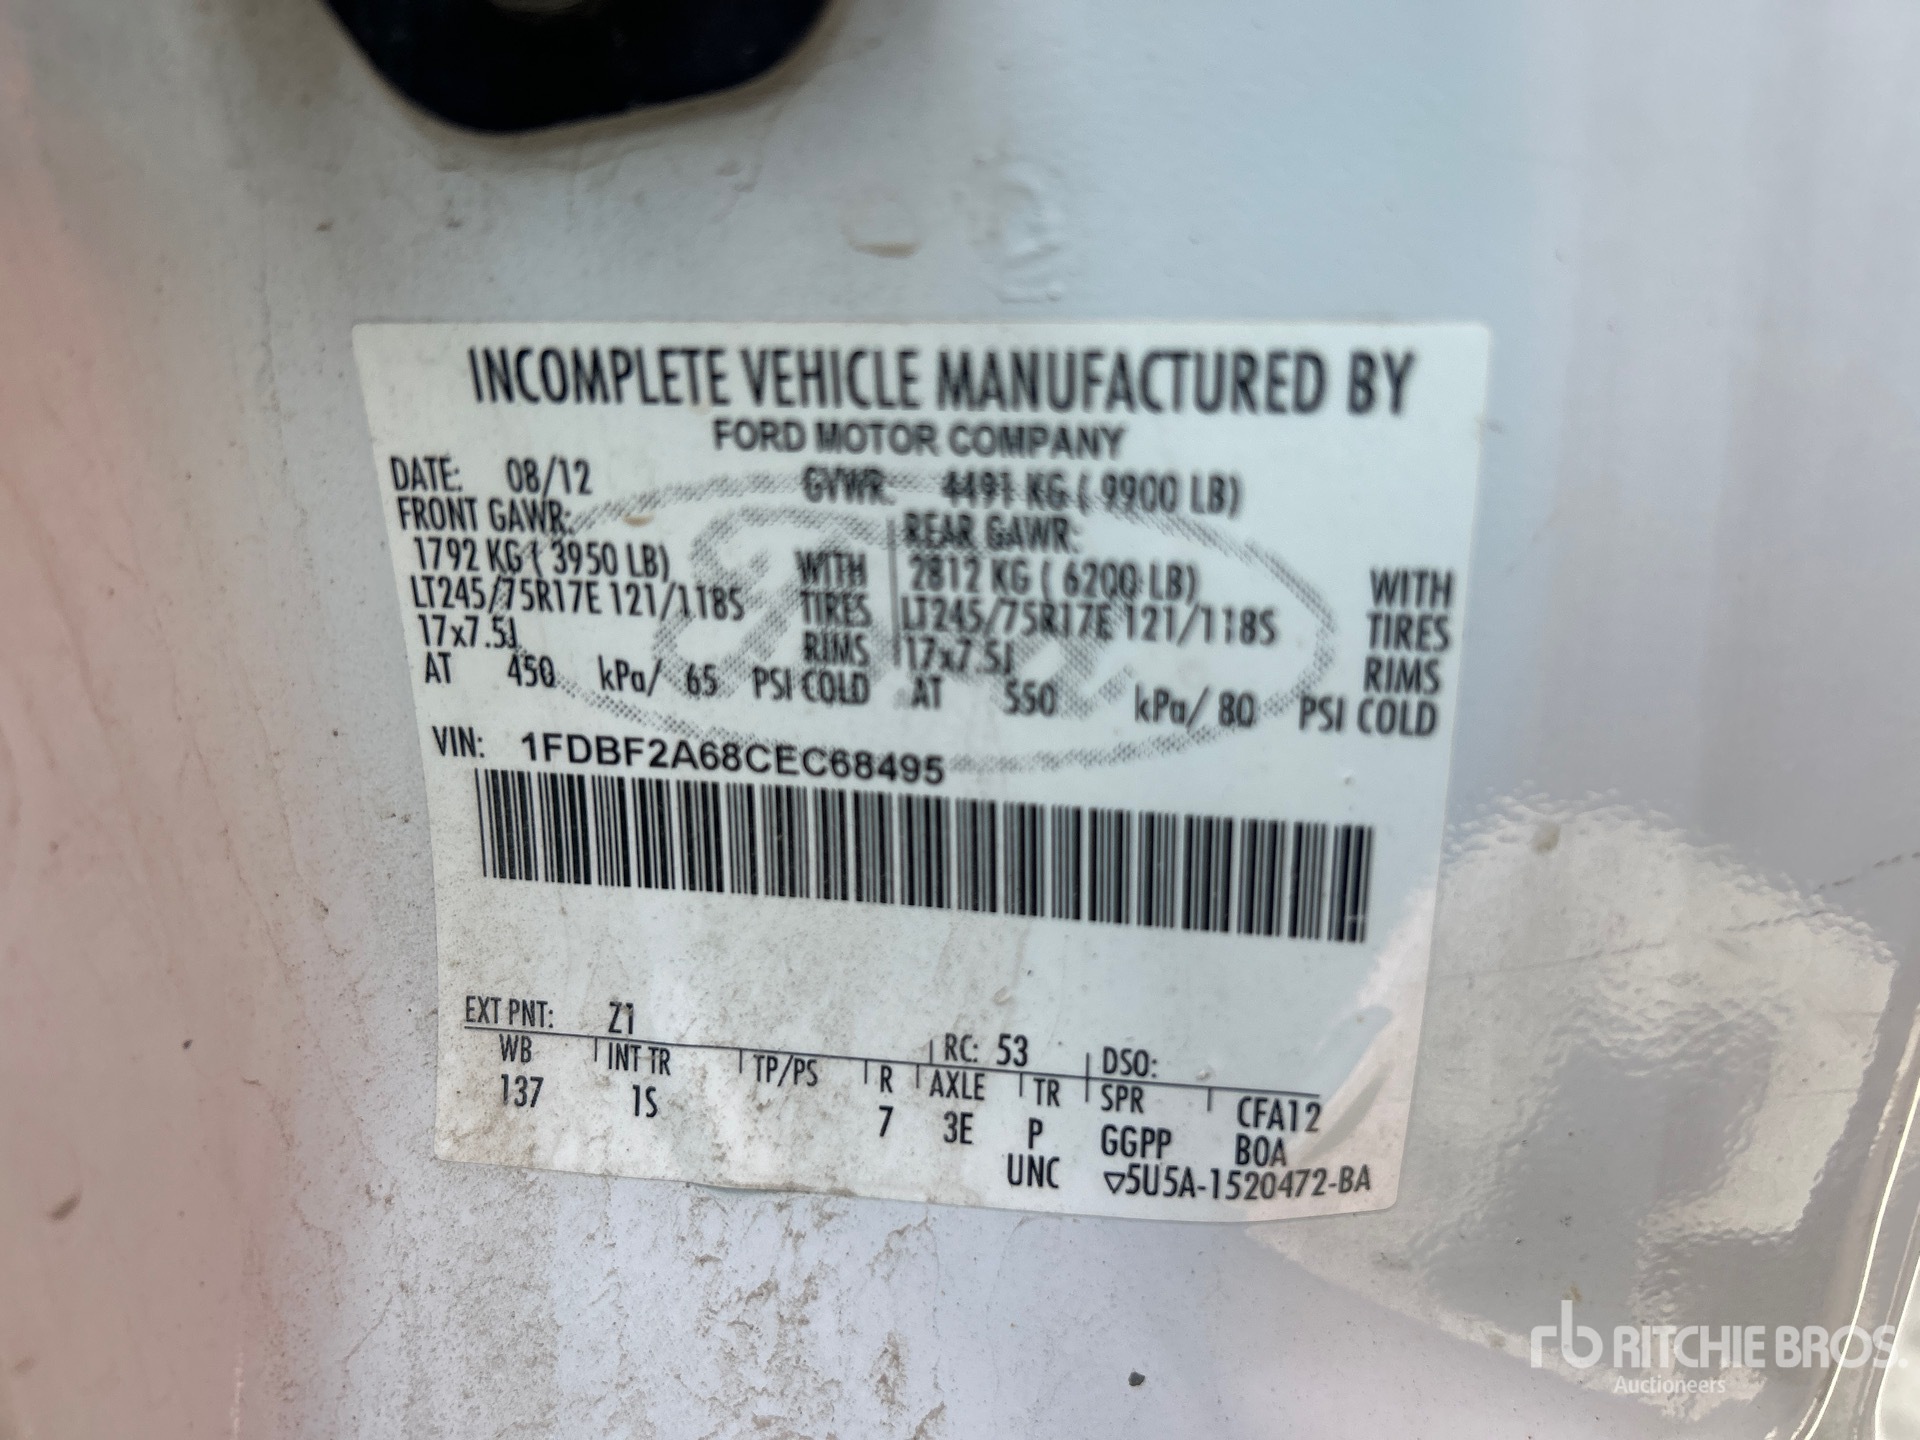 INCOMPLETE VEHICLE MANUFACTURED BY
FORD MOTOR COMPANY
DATE: 08/12 GVWR: 4491 KG ( 9900 LB)
FRONT GAWR: REAR GAWR:
1792 KG ( 3950 LB) WITH 2812 KG ( 6200 LB) WITH
LT245/75R17E 121/118S TIRES LT245/75R17E 121/118S TIRES
17x7.5J RIMS 17x7.5J RIMS
AT 450 kPa/ 65 PSI COLD AT 550 kPa/ 80 PSI COLD
VIN: 1FDBF2A68CEC68495
EXT PNT: Z1 RC: 53 DSO:
WB INT TR TP/PS R AXLE TR SPR CFA12
137 1S 7 3E P GGPP BOA
UNC ▽5U5A-1520472-BA
rb RITCHIE BROS.
Auctioneers